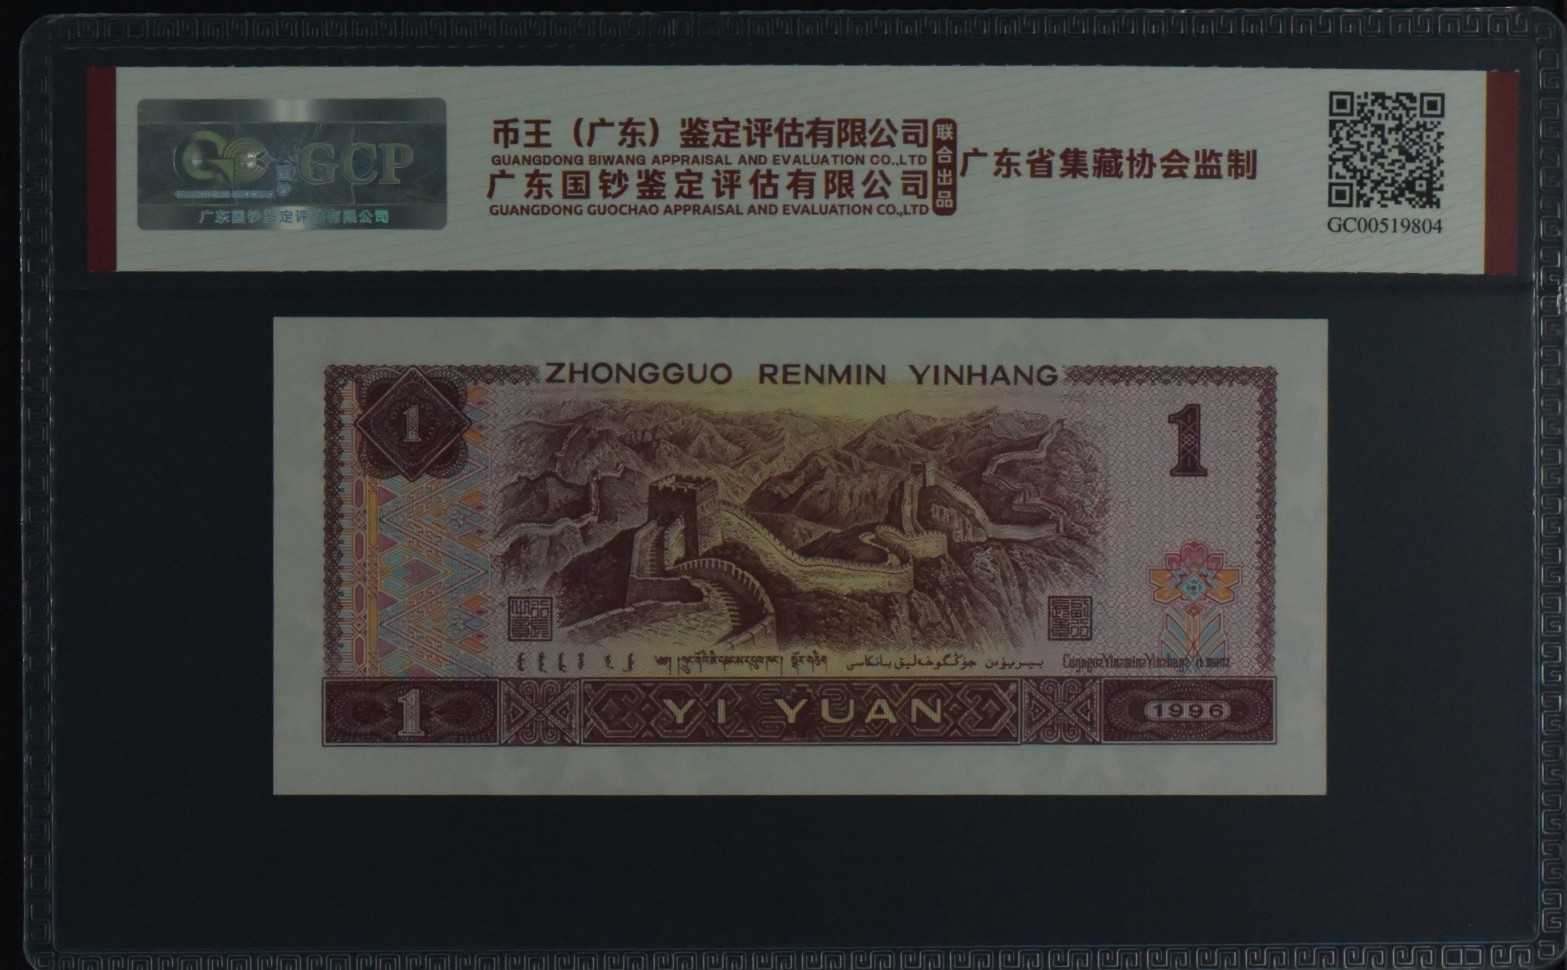 GCP
广东国钞鉴定评估有限公司
币王（广东）鉴定评估有限公司
GUANGDONG BIWANG APPRAISAL AND EVALUATION CO.,LTD
广东国钞鉴定评估有限公司
GUANGDONG GUOCHAO APPRAISAL AND EVALUATION CO.,LTD
联合出品
广东省集藏协会监制
GC00519804
ZHONGGUO RENMIN YINHANG
1
1
1
YI YUAN
1996